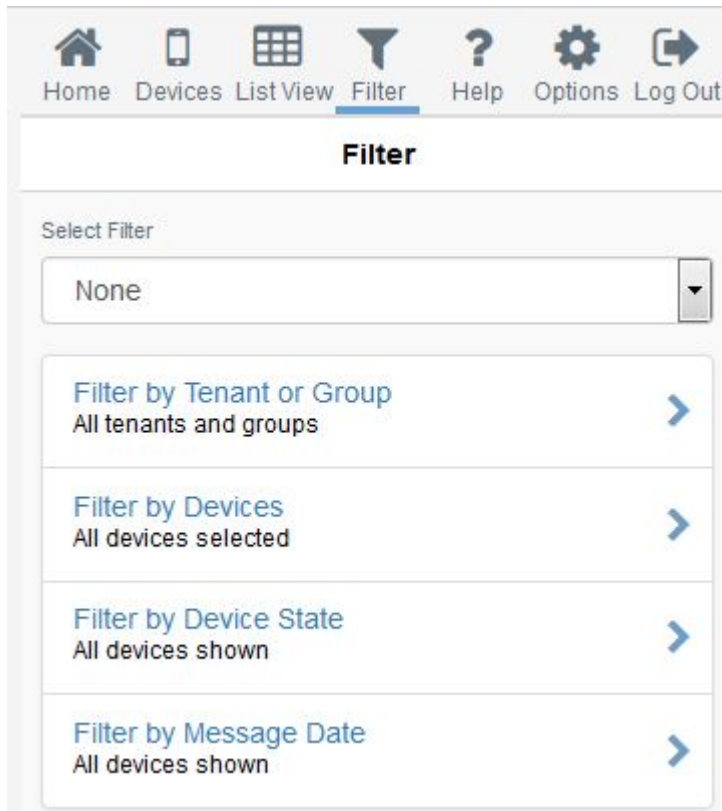 Home Devices List View Filter Help Options Log Out
Filter
Select Filter
None
Filter by Tenant or Group
All tenants and groups
Filter by Devices
All devices selected
Filter by Device State
All devices shown
Filter by Message Date
All devices shown